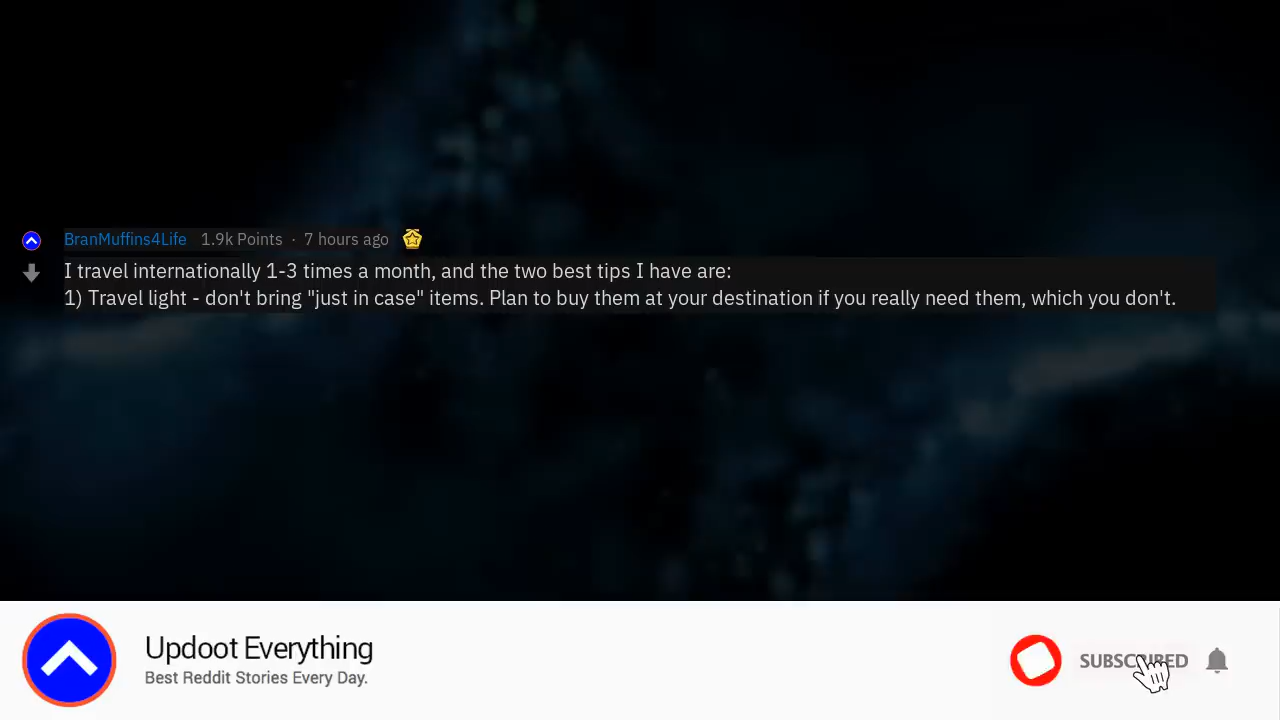 BranMuffins4Life 1.9k Points · 7 hours ago
I travel internationally 1-3 times a month, and the two best tips I have are:
1) Travel light - don't bring "just in case" items. Plan to buy them at your destination if you really need them, which you don't.
Updoot Everything
Best Reddit Stories Every Day.
SUBSCRIBED